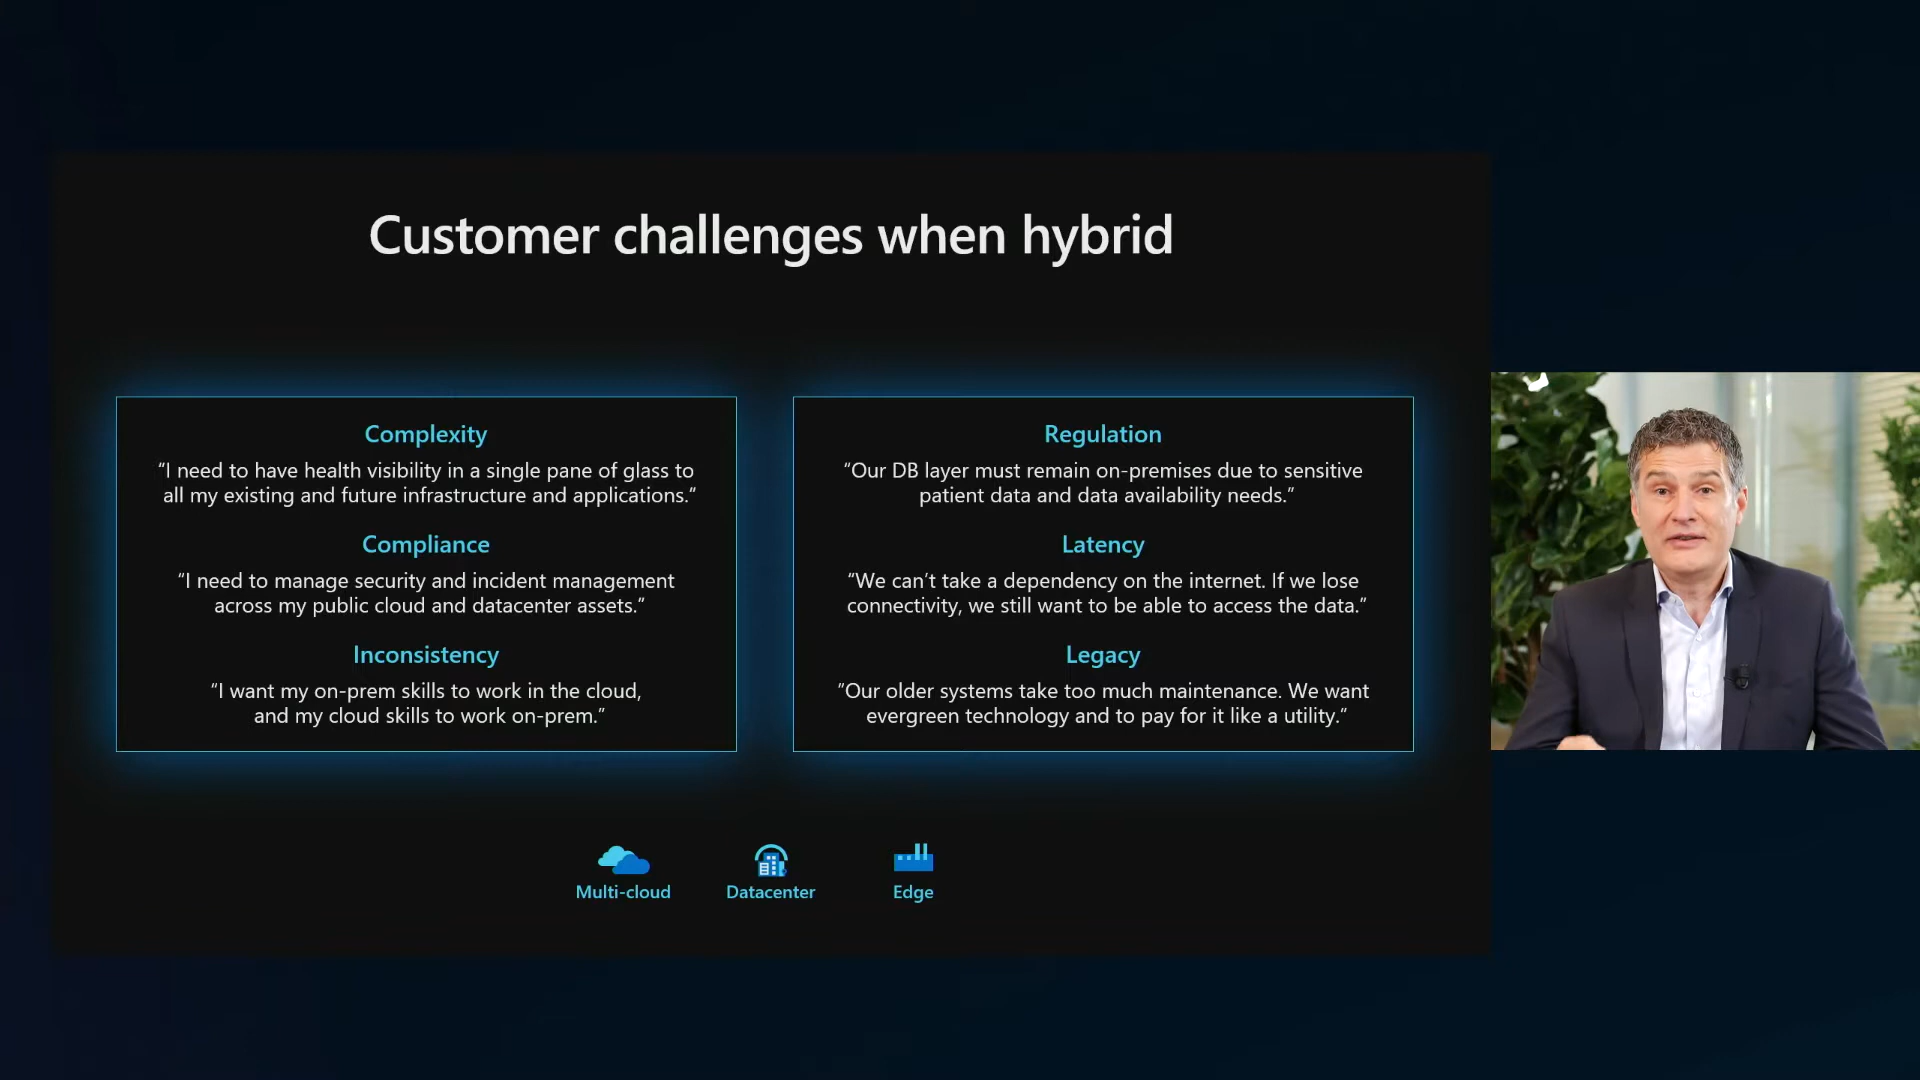 Customer challenges when hybrid
Complexity
“I need to have health visibility in a single pane of glass to
all my existing and future infrastructure and applications.”
Compliance
“I need to manage security and incident management
across my public cloud and datacenter assets.”
Inconsistency
“I want my on-prem skills to work in the cloud,
and my cloud skills to work on-prem.”
Regulation
“Our DB layer must remain on-premises due to sensitive
patient data and data availability needs.”
Latency
“We can’t take a dependency on the internet. If we lose
connectivity, we still want to be able to access the data.”
Legacy
“Our older systems take too much maintenance. We want
evergreen technology and to pay for it like a utility.”
Multi-cloud
Datacenter
Edge